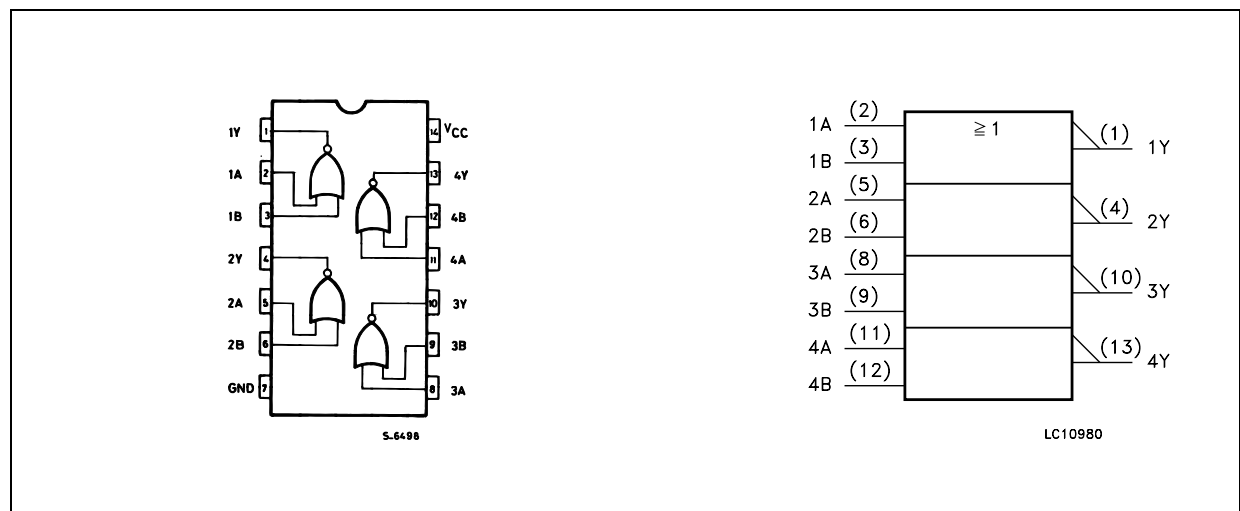 1Y 1 14 VCC
1A 2 13 4Y
1B 3 12 4B
2Y 4 11 4A
2A 5 10 3Y
2B 6 9 3B
GND 7 8 3A
S-6498
≧ 1
1A (2)
1B (3)
2A (5)
2B (6)
3A (8)
3B (9)
4A (11)
4B (12)
(1) 1Y
(4) 2Y
(10) 3Y
(13) 4Y
LC10980